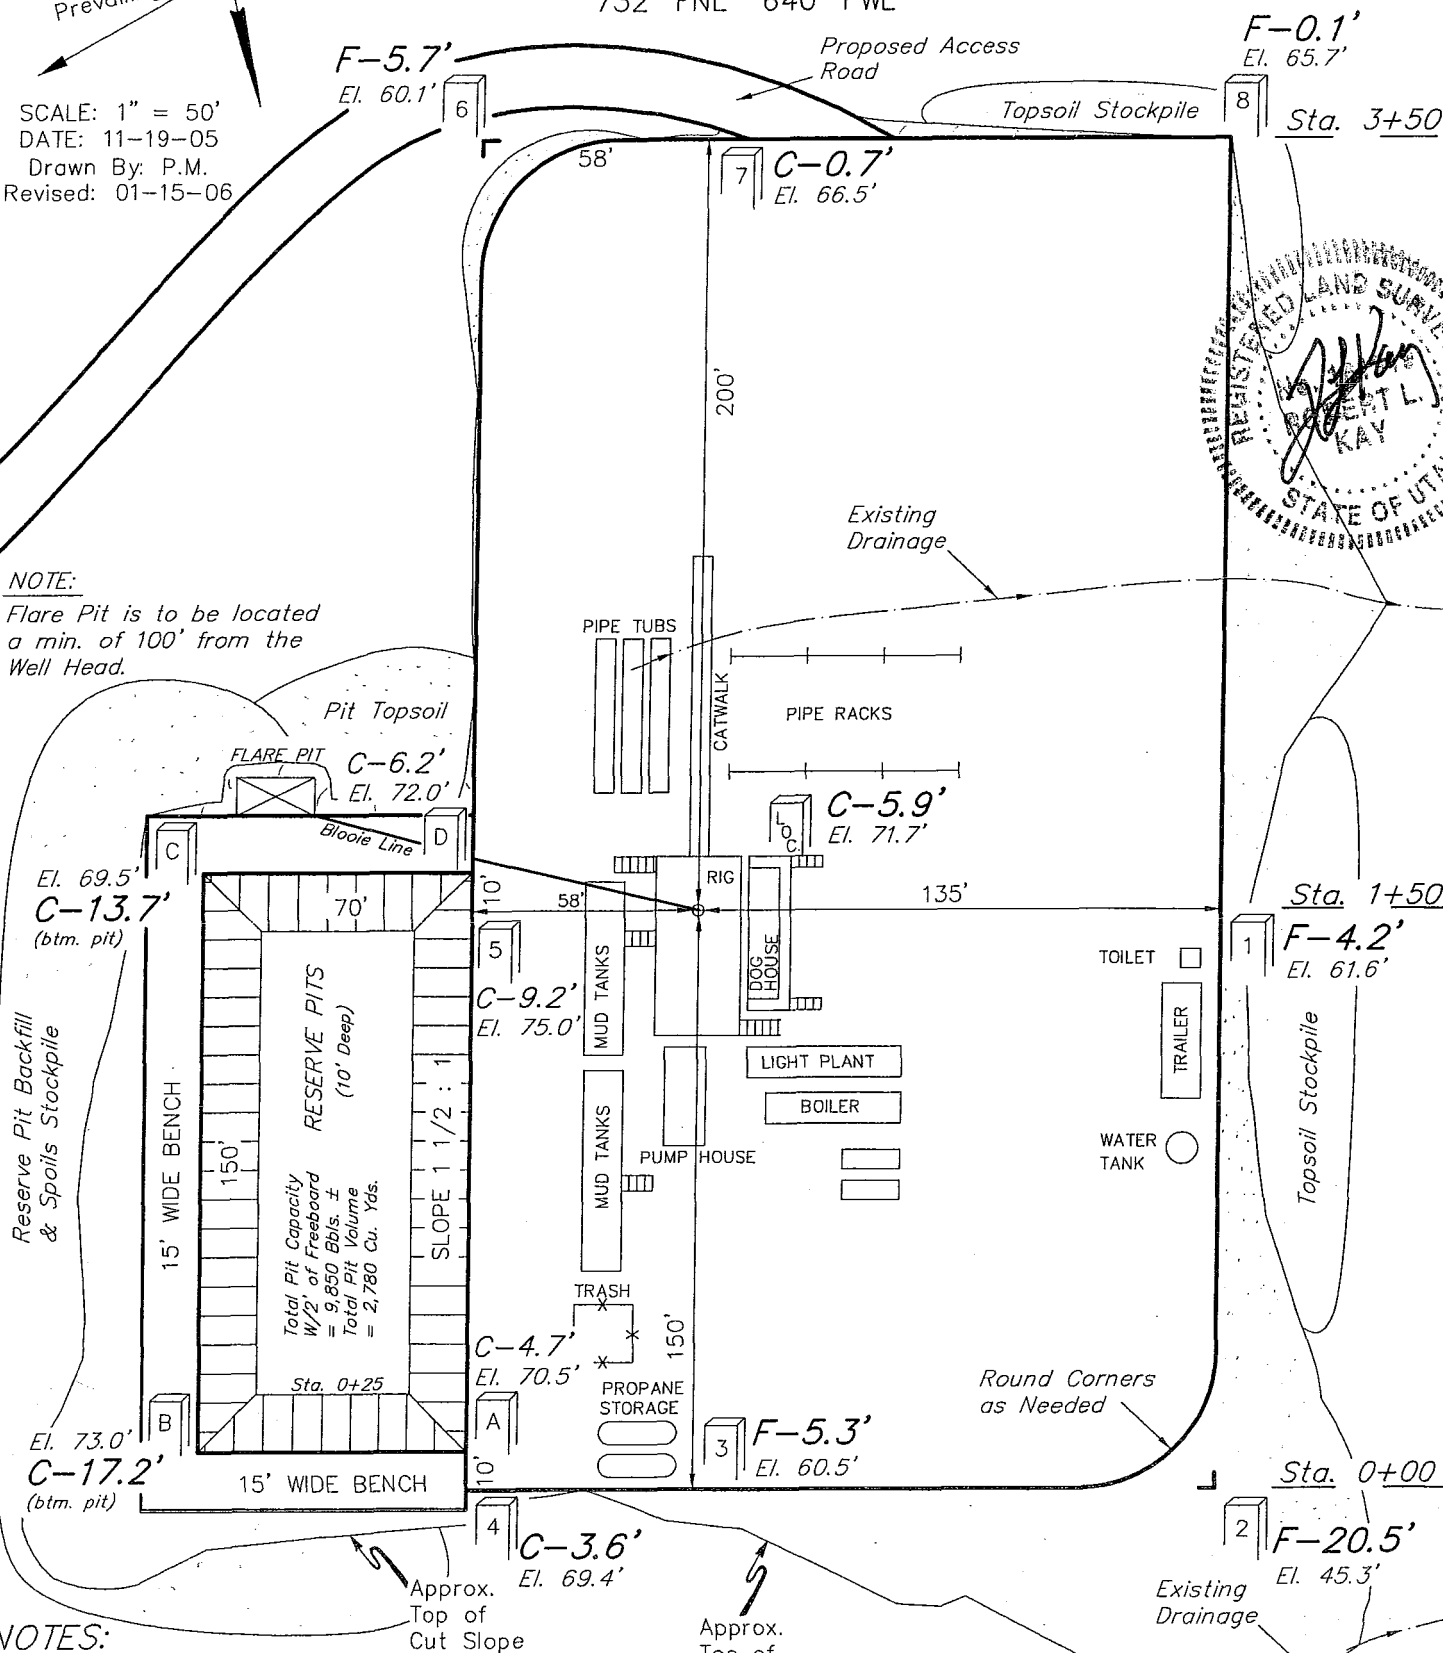 732' FNL 640' FWL
SCALE: 1" = 50'
DATE: 11-19-05
Drawn By: P.M.
Revised: 01-15-06
F-5.7'
El. 60.1'
6
Proposed Access
Road
F-0.1'
El. 65.7'
8
Topsoil Stockpile
Sta. 3+50
58'
7
C-0.7'
El. 66.5'
REGISTERED LAND
ROBERT L.
KAY
STATE OF
200'
Existing
Drainage
NOTE:
Flare Pit is to be located
a min. of 100' from the
Well Head.
PIPE TUBS
CATWALK
PIPE RACKS
Pit Topsoil
FLARE PIT
C-6.2'
El. 72.0'
Blooie Line
D
C
LOC.
C-5.9'
El. 71.7'
El. 69.5'
C-13.7'
(btm. pit)
70'
10'
58'
RIG
135'
Sta. 1+50
5
C-9.2'
El. 75.0'
MUD TANKS
DOG
HOUSE
TOILET
1
F-4.2'
El. 61.6'
TRAILER
Reserve Pit Backfill
& Spoils Stockpile
15' WIDE BENCH
150'
RESERVE PITS
(10' Deep)
Total Pit Capacity
W/2' of Freeboard
= 9,850 Bbls. ±
Total Pit Volume
= 2,780 Cu. Yds.
SLOPE 1 1/2 : 1
LIGHT PLANT
BOILER
MUD TANKS
PUMP HOUSE
WATER
TANK
Topsoil Stockpile
TRASH
150'
C-4.7'
El. 70.5'
Sta. 0+25
PROPANE
STORAGE
Round Corners
as Needed
B
A
El. 73.0'
C-17.2'
(btm. pit)
15' WIDE BENCH
10'
3
F-5.3'
El. 60.5'
Sta. 0+00
4
C-3.6'
El. 69.4'
2
F-20.5'
El. 45.3'
Approx.
Top of
Cut Slope
Approx.
Existing
Drainage
NOTES: